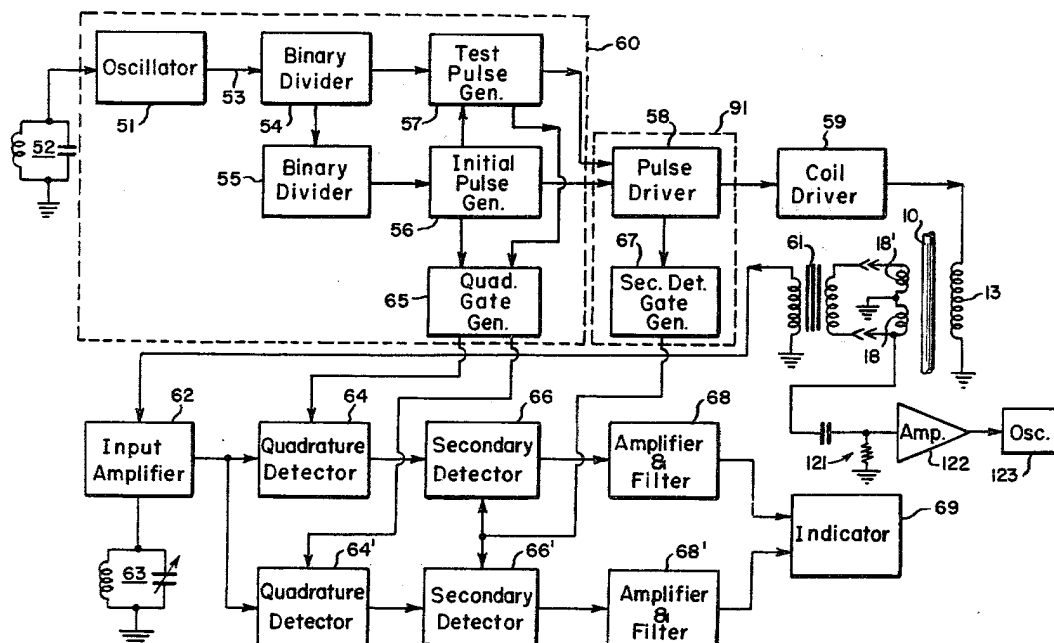 60
Oscillator
51
53
Binary
Divider
54
Test
Pulse
Gen.
57
52
Binary
Divider
55
Initial
Pulse
Gen.
56
91
58
Pulse
Driver
59
Coil
Driver
65
Quad.
Gate
Gen.
67
Sec. Det.
Gate
Gen.
61
18'
18
10
13
62
Input
Amplifier
63
64
Quadrature
Detector
66
Secondary
Detector
68
Amplifier
&
Filter
121
Amp.
122
Osc.
123
64'
Quadrature
Detector
66'
Secondary
Detector
68'
Amplifier
&
Filter
69
Indicator